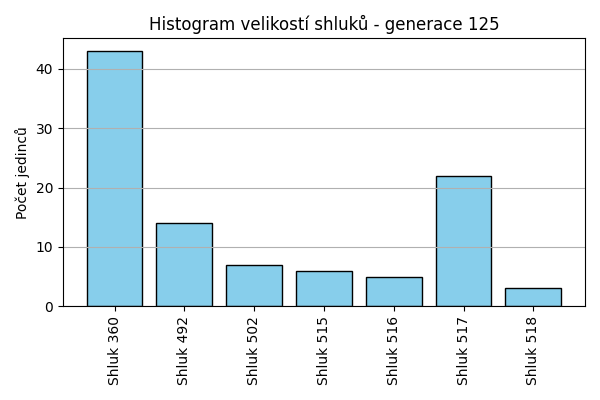 Histogram velikostí shluků - generace 125
Počet jedinců
40
30
20
10
0
Shluk 360
Shluk 492
Shluk 502
Shluk 515
Shluk 516
Shluk 517
Shluk 518